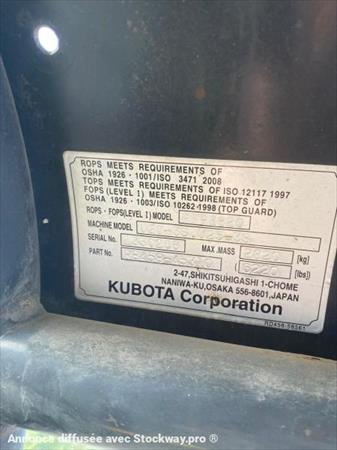 ROPS MEETS REQUIREMENTS OF
OSHA 1926 - 1001/ISO 3471 2008
TOPS MEETS REQUIREMENTS OF ISO 12117 1997
FOPS (LEVEL I) MEETS REQUIREMENTS OF
OSHA 1926 - 1003/ISO 10262-1998 (TOP GUARD)
ROPS - FOPS(LEVEL I) MODEL
MACHINE MODEL
SERIAL NO. MAX.MASS [kg]
PART NO. [lbs]
2-47,SHIKITSUHIGASHI 1-CHOME
NANIWA-KU,OSAKA 556-8601,JAPAN
KUBOTA Corporation
Annonce diffusée avec Stockway.pro ®